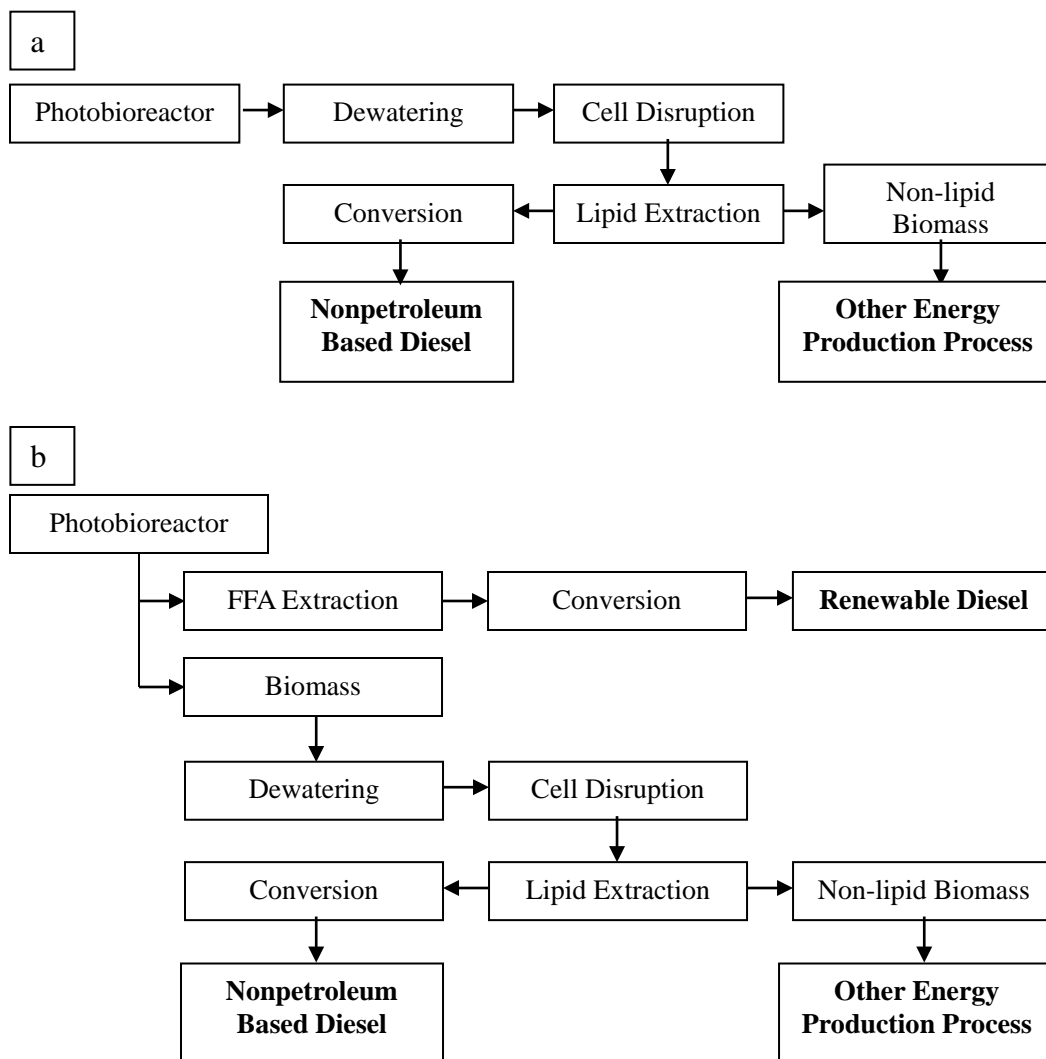 a
Photobioreactor
Dewatering
Cell Disruption
Conversion
Lipid Extraction
Non-lipid
Biomass
Nonpetroleum
Based Diesel
Other Energy
Production Process
b
Photobioreactor
FFA Extraction
Conversion
Renewable Diesel
Biomass
Dewatering
Cell Disruption
Conversion
Lipid Extraction
Non-lipid Biomass
Nonpetroleum
Based Diesel
Other Energy
Production Process